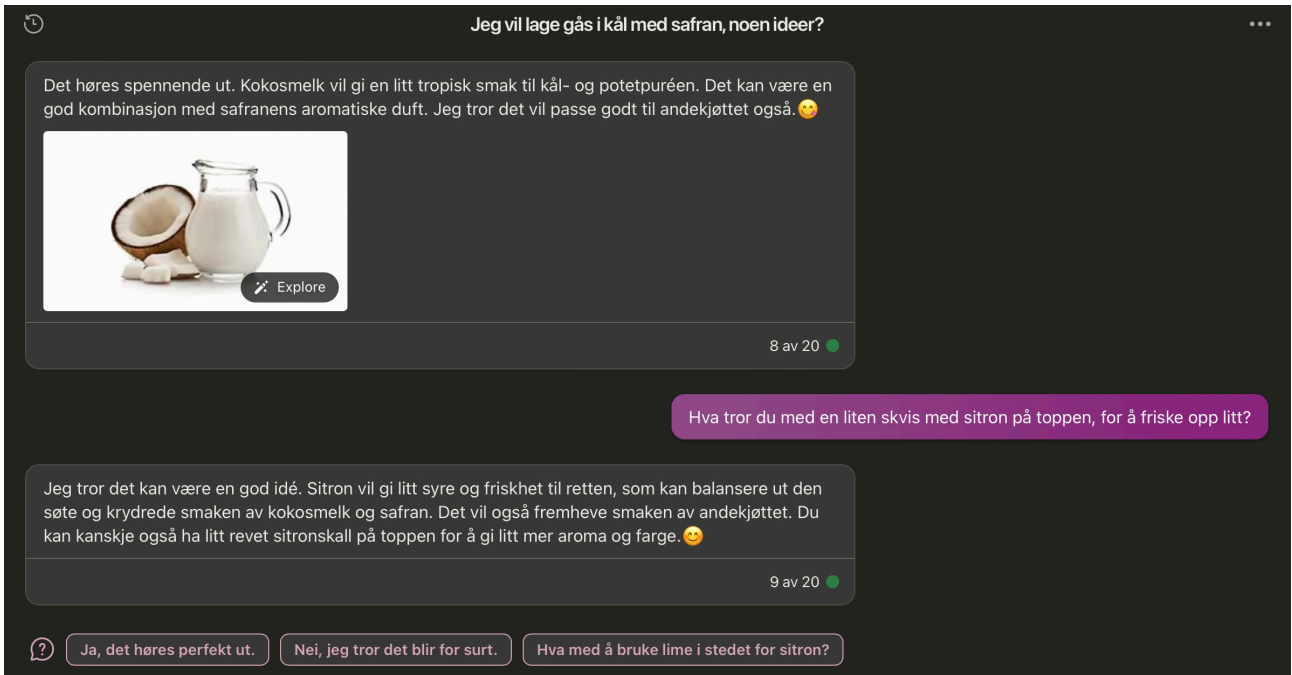 Jeg vil lage gås i kål med safran, noen ideer?
Det høres spennende ut. Kokosmelk vil gi en litt tropisk smak til kål- og potetpuréen. Det kan være en
god kombinasjon med safranens aromatiske duft. Jeg tror det vil passe godt til andekjøttet også.😋
Explore
8 av 20
Hva tror du med en liten skvis med sitron på toppen, for å friske opp litt?
Jeg tror det kan være en god idé. Sitron vil gi litt syre og friskhet til retten, som kan balansere ut den
søte og krydrede smaken av kokosmelk og safran. Det vil også fremheve smaken av andekjøttet. Du
kan kanskje også ha litt revet sitronskall på toppen for å gi litt mer aroma og farge.😊
9 av 20
Ja, det høres perfekt ut.
Nei, jeg tror det blir for surt.
Hva med å bruke lime i stedet for sitron?